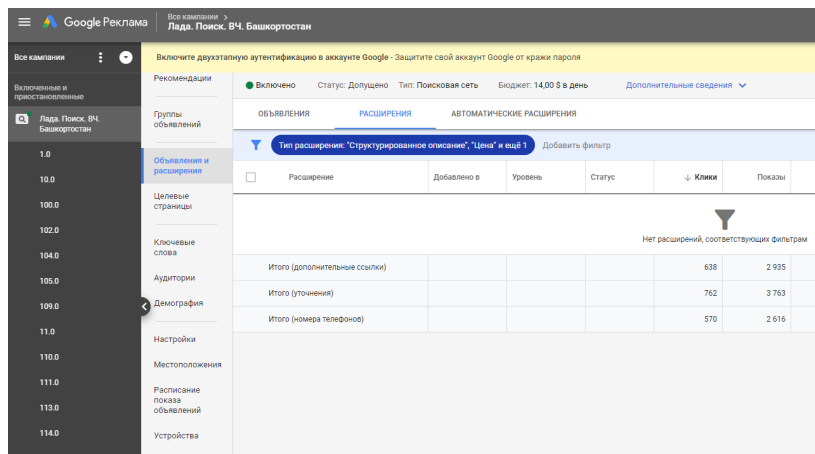 Google Реклама
Все кампании >
Лада. Поиск. ВЧ. Башкортостан
Все кампании
Включенные и
приостановленные
Лада. Поиск. ВЧ.
Башкортостан
1.0
10.0
100.0
102.0
104.0
105.0
109.0
11.0
110.0
111.0
113.0
114.0
Включите двухэтапную аутентификацию в аккаунте Google - Защитите свой аккаунт Google от кражи пароля
Рекомендации
Группы
объявлений
Объявления и
расширения
Целевые
страницы
Ключевые
слова
Аудитории
Демография
Настройки
Местоположения
Расписание
показа
объявлений
Устройства
Включено Статус: Допущено Тип: Поисковая сеть Бюджет: 14,00 $ в день Дополнительные сведения
ОБЪЯВЛЕНИЯ РАСШИРЕНИЯ АВТОМАТИЧЕСКИЕ РАСШИРЕНИЯ
Тип расширения: "Структурированное описание", "Цена" и ещё 1 Добавить фильтр
Расширение Добавлено в Уровень Статус ↓ Клики Показы
Нет расширений, соответствующих фильтрам
Итого (дополнительные ссылки) 638 2 935
Итого (уточнения) 762 3 763
Итого (номера телефонов) 570 2 616